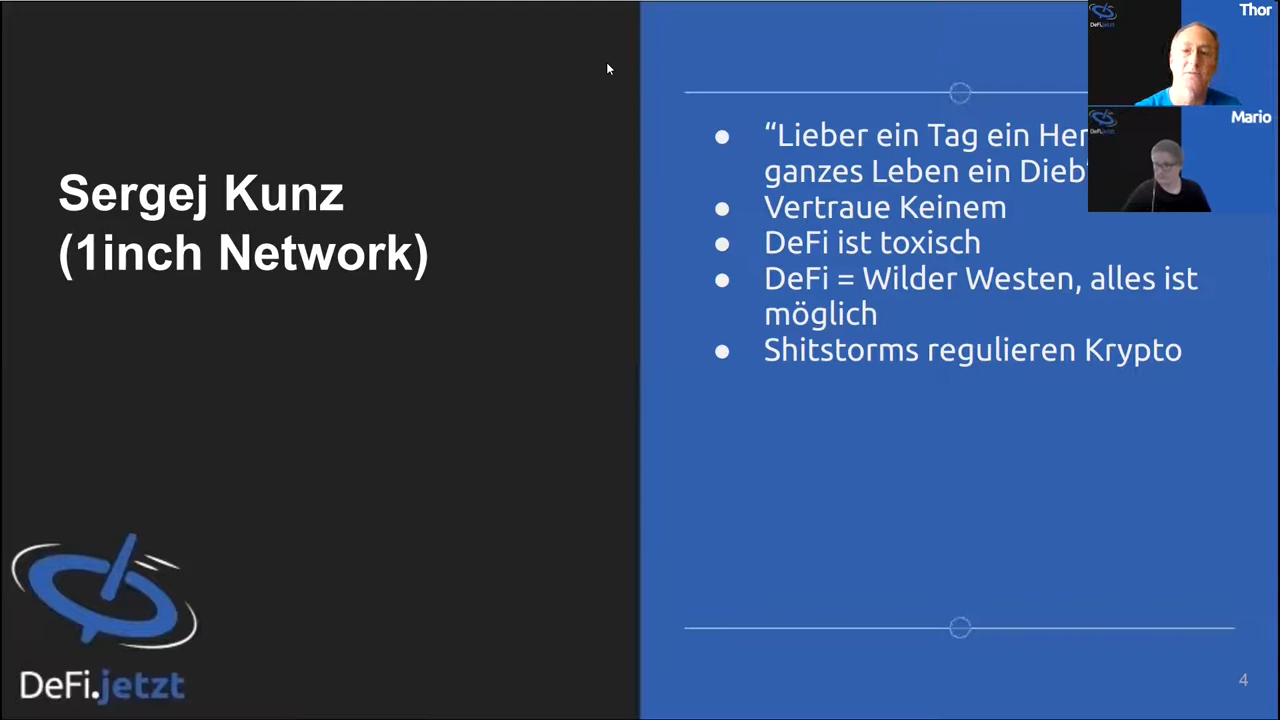 Thor
Mario
Sergej Kunz
(1inch Network)
● “Lieber ein Tag ein
ganzes Leben ein Dieb
● Vertraue Keinem
● DeFi ist toxisch
● DeFi = Wilder Westen, alles ist
möglich
● Shitstorms regulieren Krypto
DeFi.jetzt
4